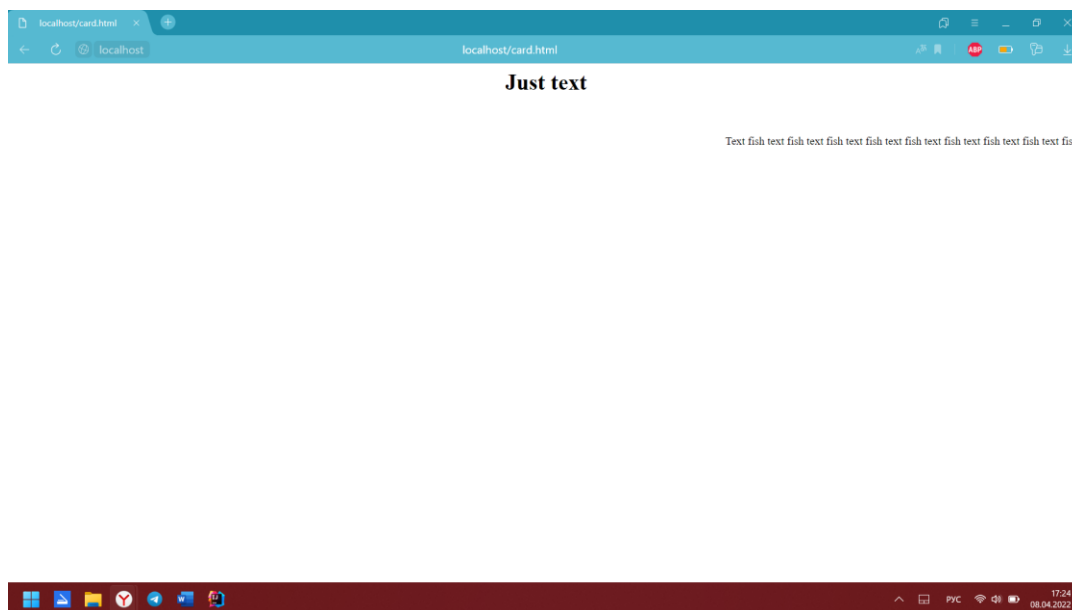 localhost/card.html
localhost
localhost/card.html
ABP
Just text
Text fish text fish text fish text fish text fish text fish text fish text fish text fis
РУС
17:24
08.04.2022